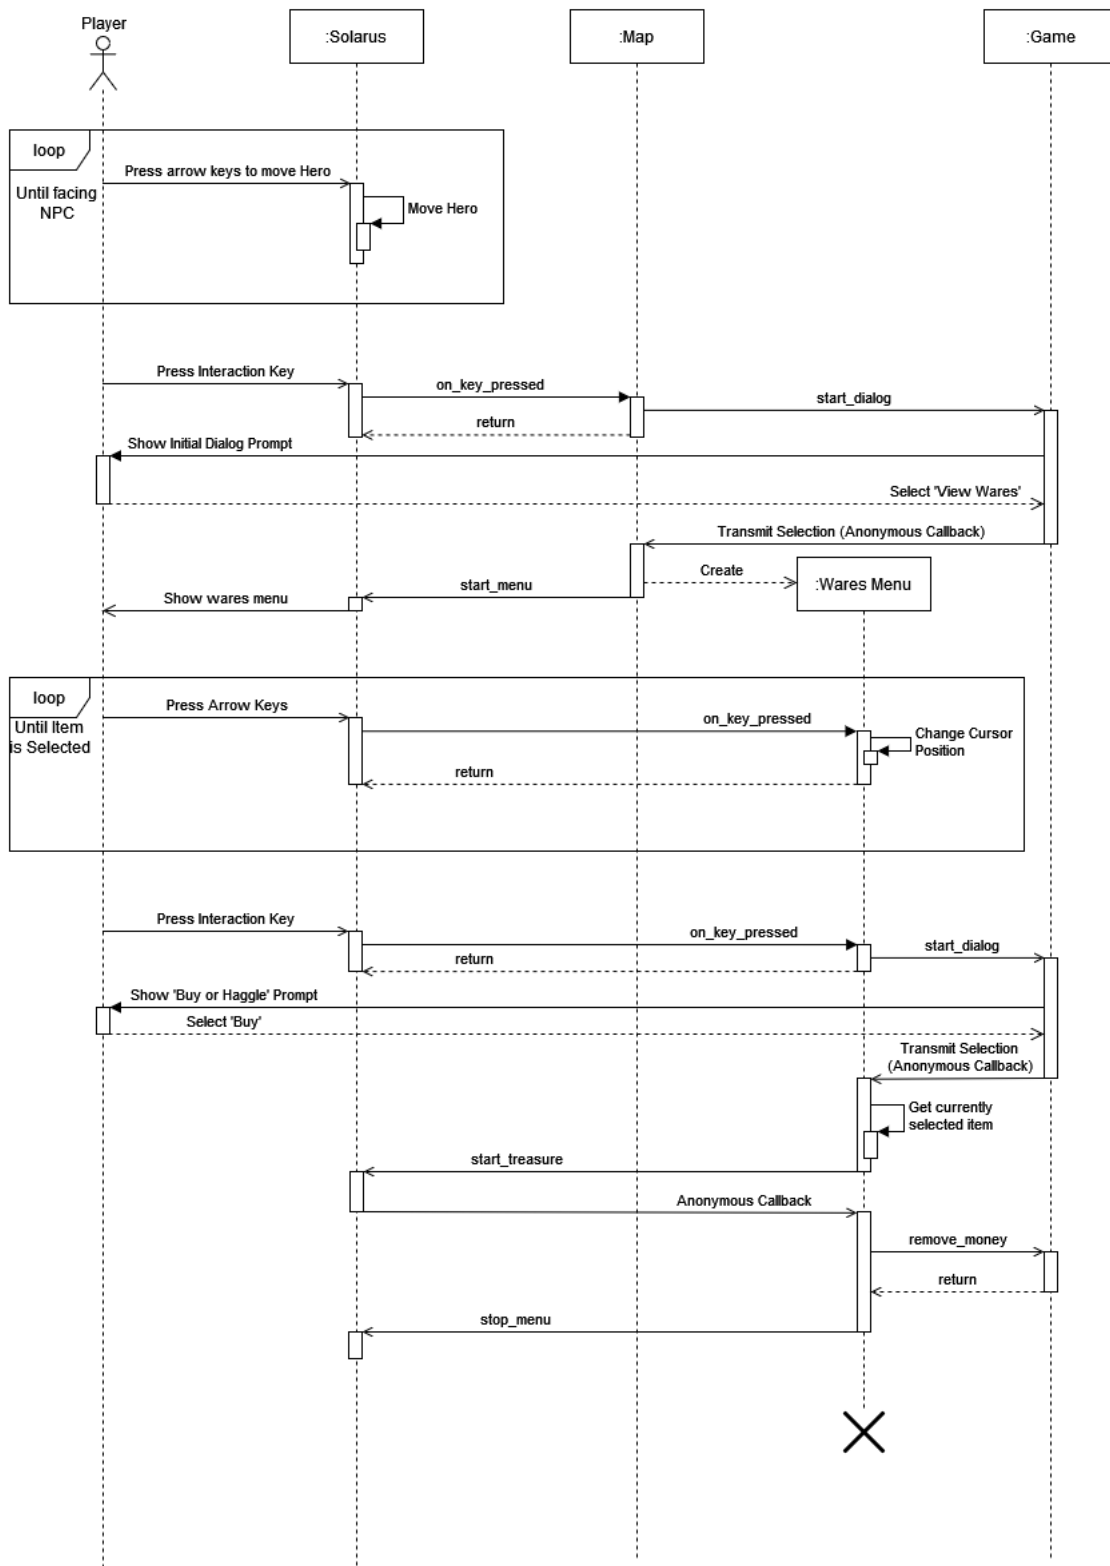 Player
:Solarus
:Map
:Game
loop
Until facing
NPC
Press arrow keys to move Hero
Move Hero
Press Interaction Key
on_key_pressed
start_dialog
return
Show Initial Dialog Prompt
Select 'View Wares'
Transmit Selection (Anonymous Callback)
Create
:Wares Menu
start_menu
Show wares menu
loop
Until Item
is Selected
Press Arrow Keys
on_key_pressed
Change Cursor
Position
return
Press Interaction Key
on_key_pressed
start_dialog
return
Show 'Buy or Haggle' Prompt
Select 'Buy'
Transmit Selection
(Anonymous Callback)
Get currently
selected item
start_treasure
Anonymous Callback
remove_money
return
stop_menu